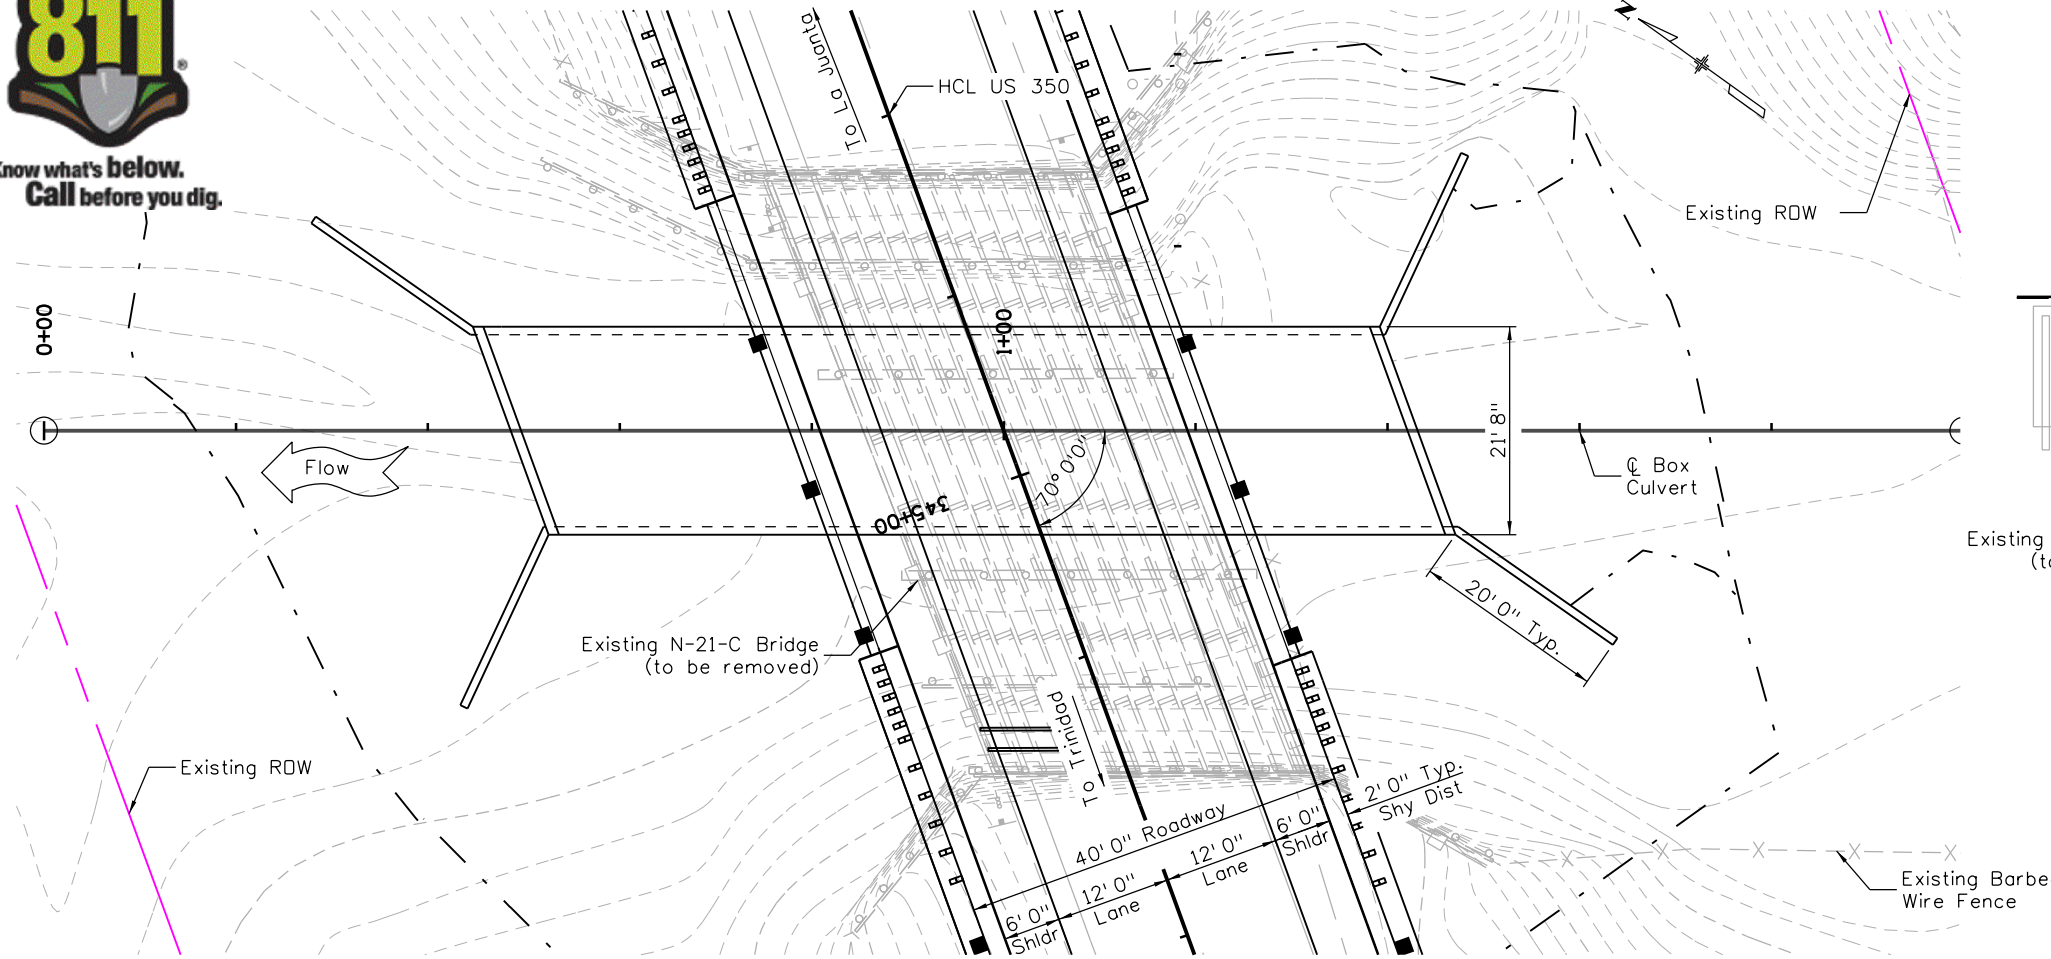 811
®
Know what's below.
Call before you dig.
To La Junta
HCL US 350
N
Existing ROW
0+00
1+00
21'8"
Flow
70°0'0"
℄ Box
Culvert
345+00
Existing
20'0" Typ.
Existing N-21-C Bridge
(to be removed)
To Trinidad
Existing ROW
2'0" Typ.
Shy Dist
40'0" Roadway
6'0"
Shldr
12'0"
Lane
12'0"
Lane
6'0"
Shldr
Existing Barbe
Wire Fence